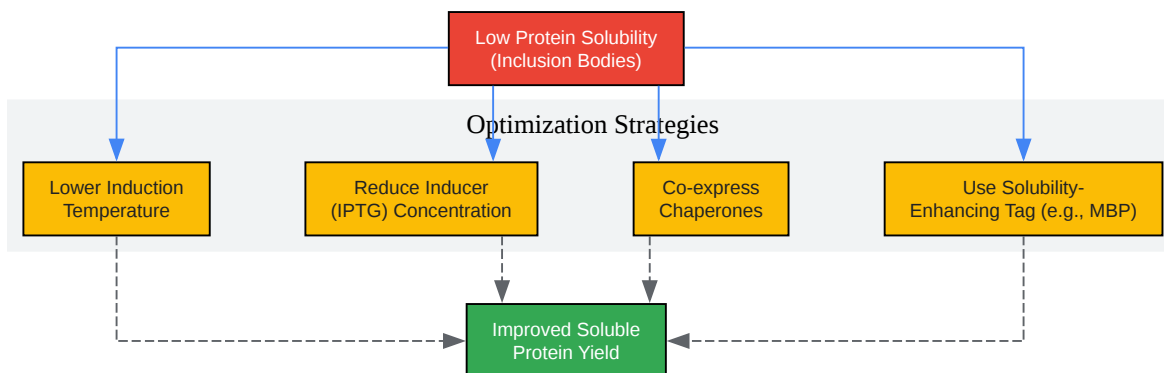 Low Protein Solubility
(Inclusion Bodies)
Optimization Strategies
Lower Induction
Temperature
Reduce Inducer
(IPTG) Concentration
Co-express
Chaperones
Use Solubility-
Enhancing Tag (e.g., MBP)
Improved Soluble
Protein Yield